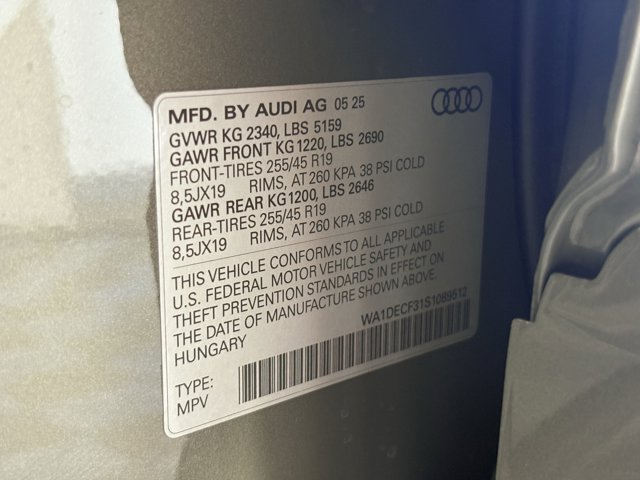 MFD. BY AUDI AG 05 25
GVWR KG 2340, LBS 5159
GAWR FRONT KG 1220, LBS 2690
FRONT-TIRES 255/45 R19
8,5JX19 RIMS, AT 260 KPA 38 PSI COLD
GAWR REAR KG1200, LBS 2646
REAR-TIRES 255/45 R19
8,5JX19 RIMS, AT 260 KPA 38 PSI COLD
THIS VEHICLE CONFORMS TO ALL APPLICABLE
U.S. FEDERAL MOTOR VEHICLE SAFETY AND
THEFT PREVENTION STANDARDS IN EFFECT ON
THE DATE OF MANUFACTURE SHOWN ABOVE.
HUNGARY
WA1DECF31S1089512
TYPE:
MPV